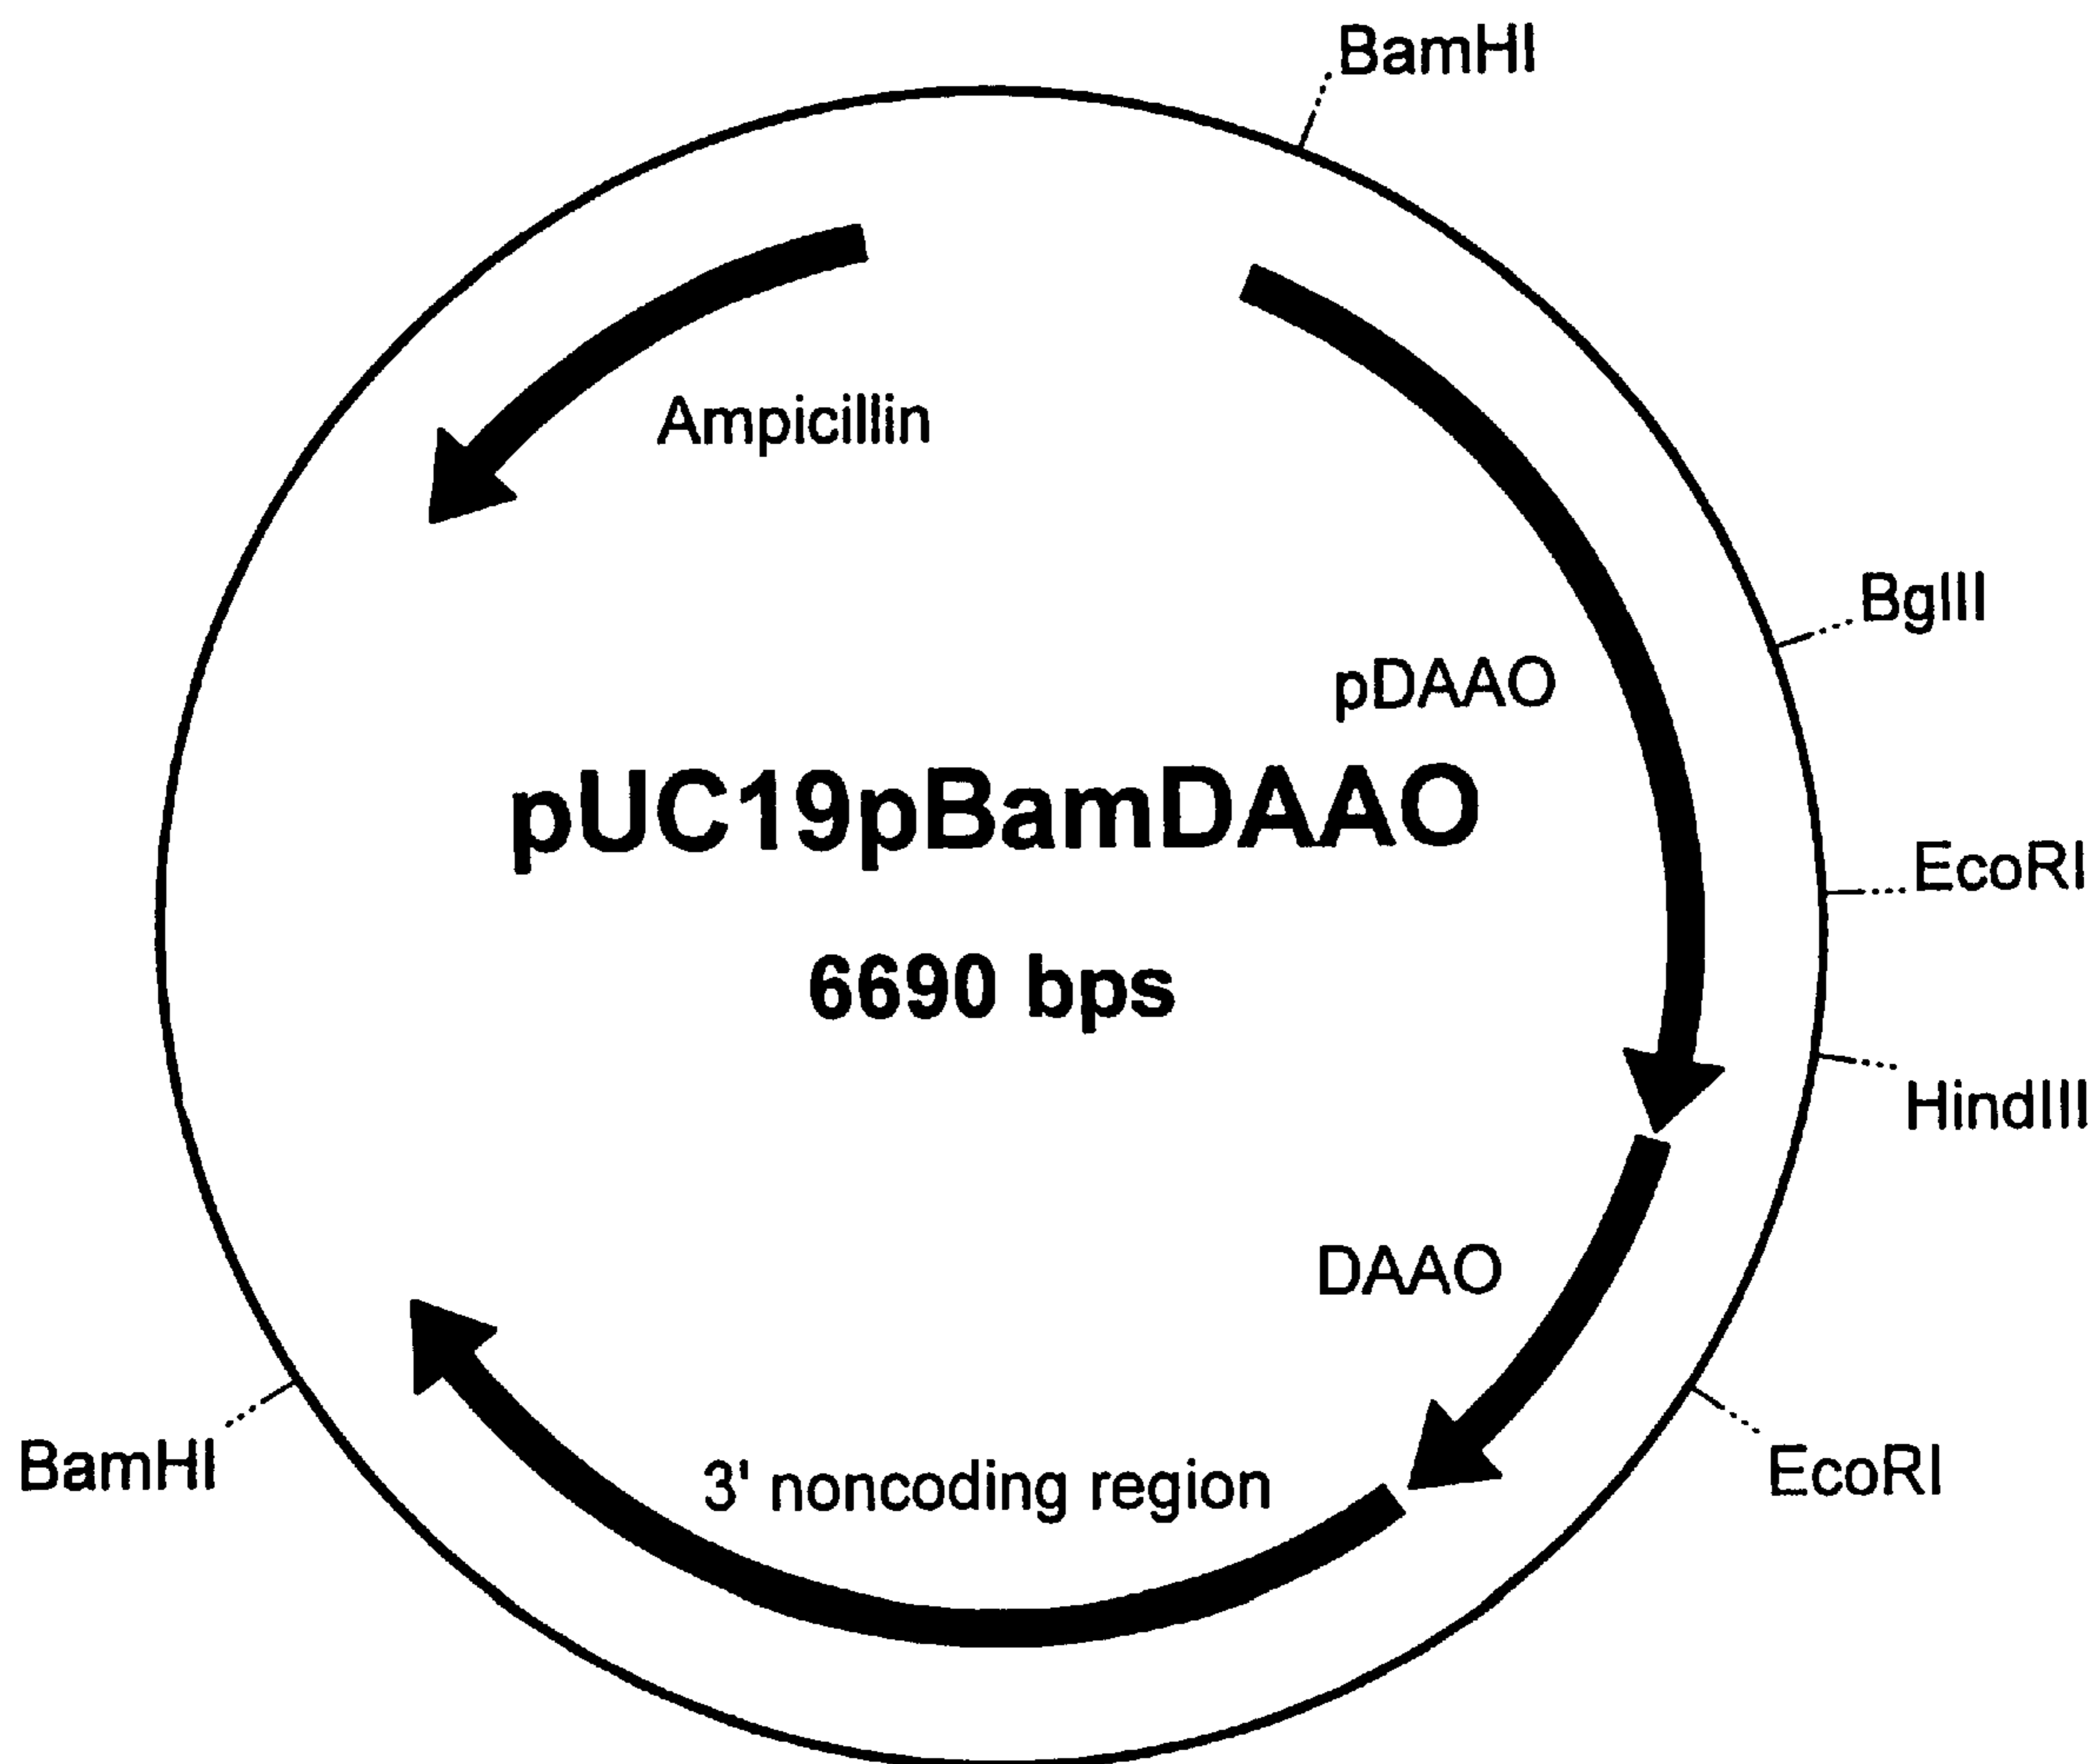 BamHI
Ampicillin
BglII
pDAAO
pUC19pBamDAAO
EcoRI
6690 bps
HindIII
DAAO
3' noncoding region
BamHI
EcoRI